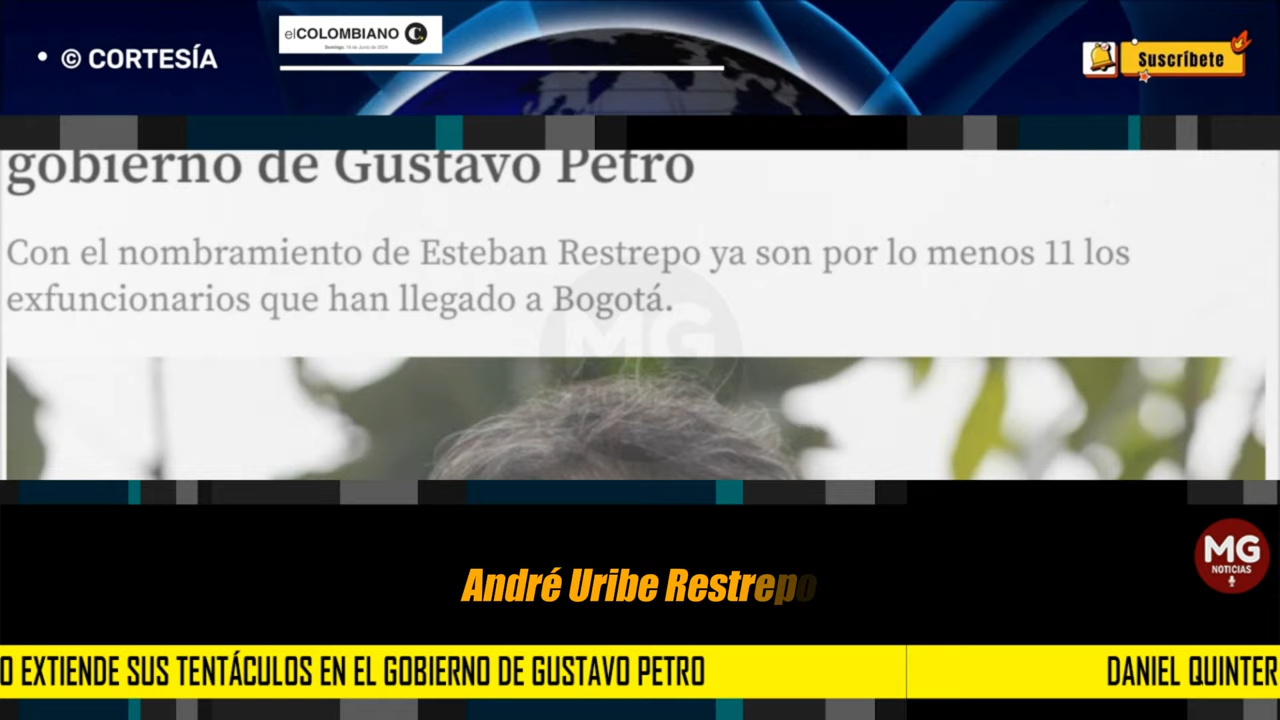 © CORTESÍA
elCOLOMBIANO
Suscríbete
gobierno de Gustavo Petro
Con el nombramiento de Esteban Restrepo ya son por lo menos 11 los
exfuncionarios que han llegado a Bogotá.
MG
MG
NOTICIAS
André Uribe Restrepo
O EXTIENDE SUS TENTÁCULOS EN EL GOBIERNO DE GUSTAVO PETRO
DANIEL QUINTER